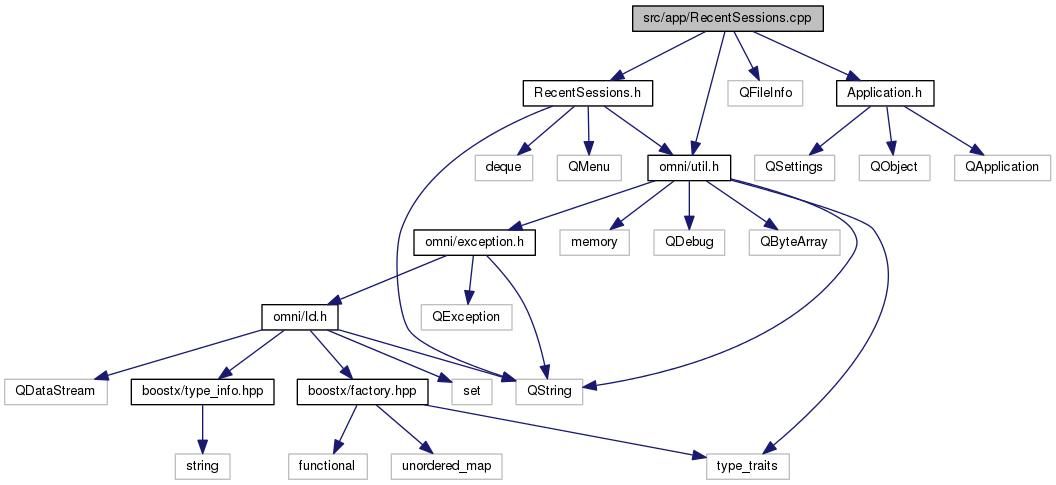 src/app/RecentSessions.cpp
RecentSessions.h
QFileInfo
Application.h
deque
QMenu
omni/util.h
QSettings
QObject
QApplication
omni/exception.h
memory
QDebug
QByteArray
omni/Id.h
QException
QDataStream
boostx/type_info.hpp
boostx/factory.hpp
set
QString
string
functional
unordered_map
type_traits